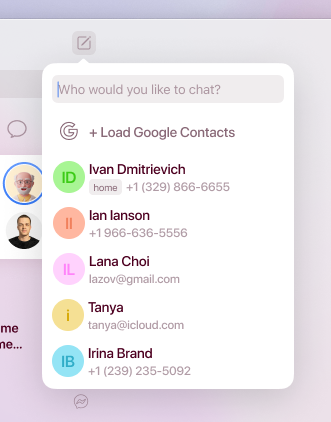 Who would you like to chat?
+ Load Google Contacts
ID Ivan Dmitrievich
home +1 (329) 866-6655
II Ian Ianson
+1 966-636-5556
IL Lana Choi
lazov@gmail.com
i Tanya
tanya@icloud.com
me
me...
IB Irina Brand
+1 (239) 235-5092